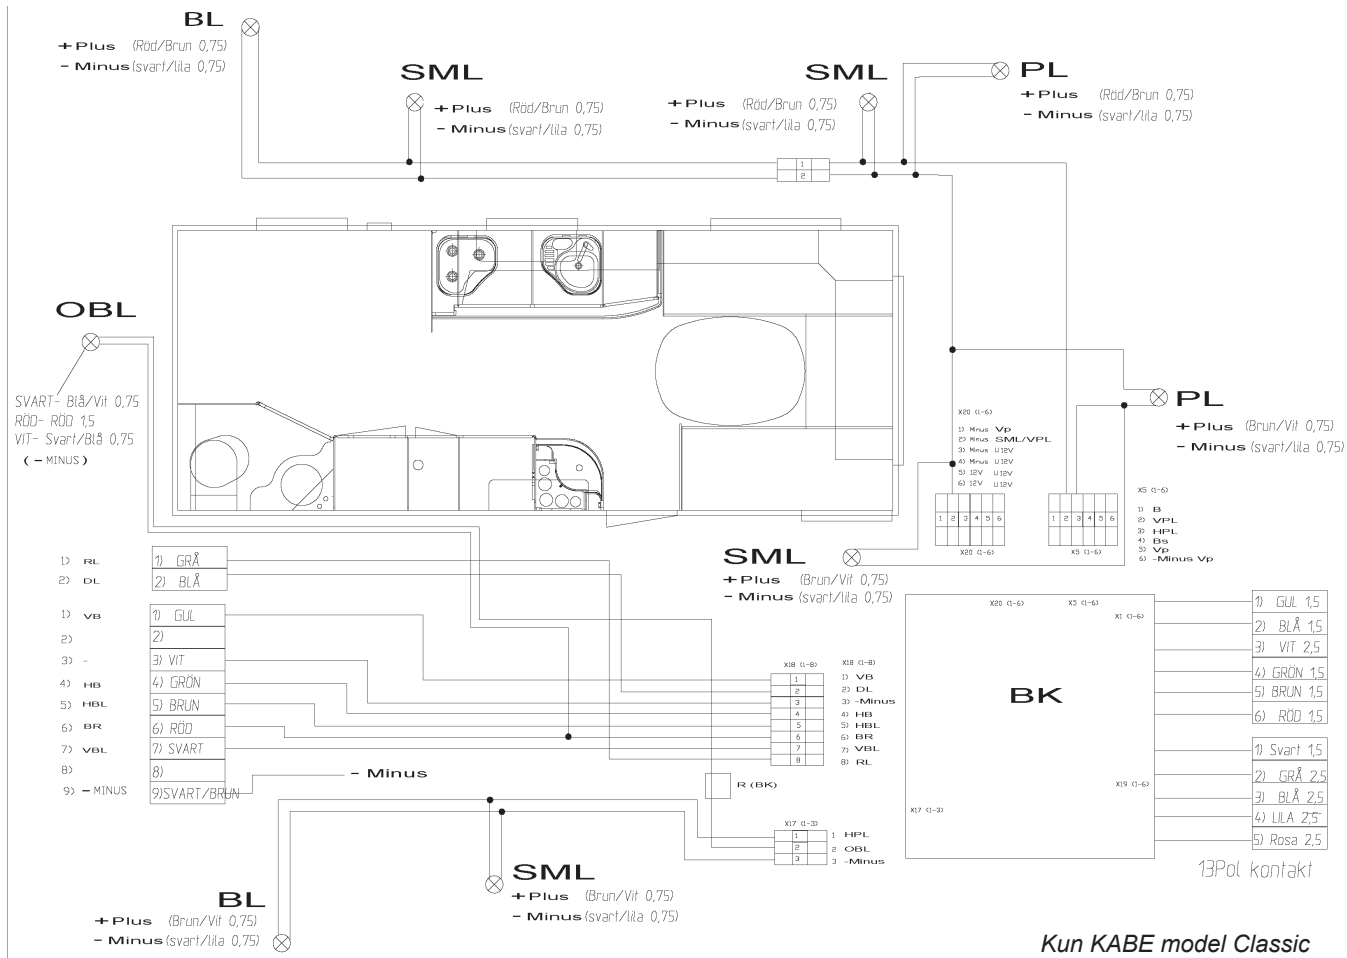 BL
+ Plus (Röd/Brun 0,75)
- Minus (svart/lila 0,75)
SML
+ Plus (Röd/Brun 0,75)
- Minus (svart/lila 0,75)
SML
+ Plus (Röd/Brun 0,75)
- Minus (svart/lila 0,75)
PL
+ Plus (Röd/Brun 0,75)
- Minus (svart/lila 0,75)
1
2
OBL
SVART- Blå/Vit 0,75
RÖD- RÖD 1,5
VIT- Svart/Blå 0,75
( - MINUS )
PL
+ Plus (Brun/Vit 0,75)
- Minus (svart/lila 0,75)
X20 (1-6)
1) Minus Vp
2) Minus SML/VPL
3) Minus U12V
4) Minus U12V
5) 12V U12V
6) 12V U12V
1 2 3 4 5 6
X20 (1-6)
1 2 3 4 5 6
X5 (1-6)
X5 (1-6)
1) B
2) VPL
3) HPL
4) Bs
5) Vp
6) -Minus Vp
SML
+ Plus (Brun/Vit 0,75)
- Minus (svart/lila 0,75)
1) RL 1) GRÅ
2) DL 2) BLÅ
1) VB 1) GUL
2) 2)
3) - 3) VIT
4) HB 4) GRÖN
5) HBL 5) BRUN
6) BR 6) RÖD
7) VBL 7) SVART
8) 8)
9) - MINUS 9)SVART/BRUN
- Minus
X18 (1-8)
1
2
3
4
5
6
7
8
X18 (1-8)
1) VB
2) DL
3) -Minus
4) HB
5) HBL
6) BR
7) VBL
8) RL
R (BK)
X17 (1-3)
1 1 HPL
2 2 OBL
3 3 -Minus
X20 (1-6) X5 (1-6)
X1 (1-6)
BK
X19 (1-6)
X17 (1-3)
1) GUL 1,5
2) BLÅ 1,5
3) VIT 2,5
4) GRÖN 1,5
5) BRUN 1,5
6) RÖD 1,5
1) Svart 1,5
2) GRÅ 2,5
3) BLÅ 2,5
4) LILA 2,5
5) Rosa 2,5
13Pol kontakt
SML
+ Plus (Brun/Vit 0,75)
- Minus (svart/lila 0,75)
BL
+ Plus (Brun/Vit 0,75)
- Minus (svart/lila 0,75)
Kun KABE model Classic